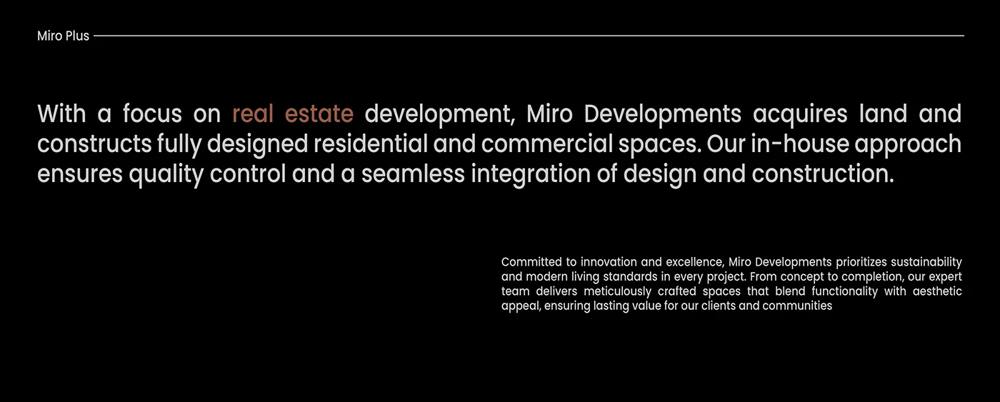 Miro Plus
With a focus on real estate development, Miro Developments acquires land and
constructs fully designed residential and commercial spaces. Our in-house approach
ensures quality control and a seamless integration of design and construction.
Committed to innovation and excellence, Miro Developments prioritizes sustainability
and modern living standards in every project. From concept to completion, our expert
team delivers meticulously crafted spaces that blend functionality with aesthetic
appeal, ensuring lasting value for our clients and communities